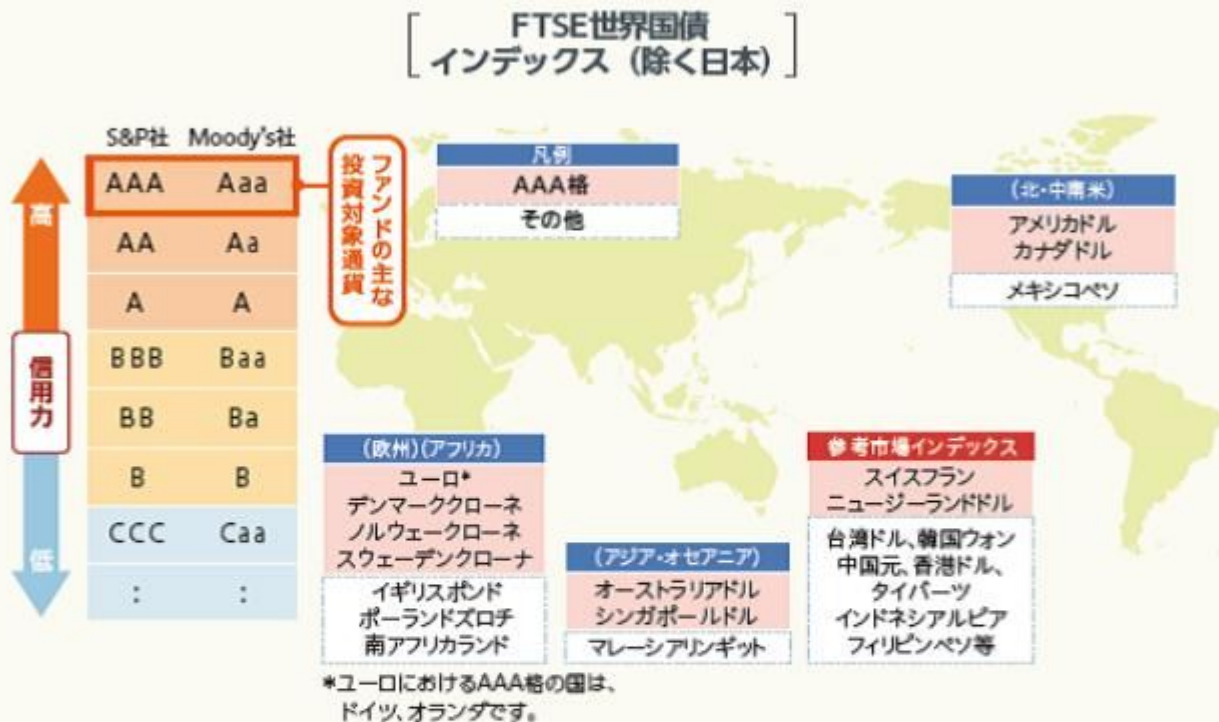 FTSE世界国債
インデックス（除く日本）
S&P社 Moody's社
高
信用力
低
AAA Aaa
AA Aa
A A
BBB Baa
BB Ba
B B
CCC Caa
： ：
ファンドの主な
投資対象通貨
凡例
AAA格
その他
（北・中南米）
アメリカドル
カナダドル
メキシコペソ
（欧州）（アフリカ）
ユーロ*
デンマーククローネ
ノルウェークローネ
スウェーデンクローナ
イギリスポンド
ポーランドズロチ
南アフリカランド
（アジア・オセアニア）
オーストラリアドル
シンガポールドル
マレーシアリンギット
参考市場インデックス
スイスフラン
ニュージーランドドル
台湾ドル、韓国ウォン
中国元、香港ドル、
タイバーツ
インドネシアルピア
フィリピンペソ等
*ユーロにおけるAAA格の国は、
ドイツ、オランダです。